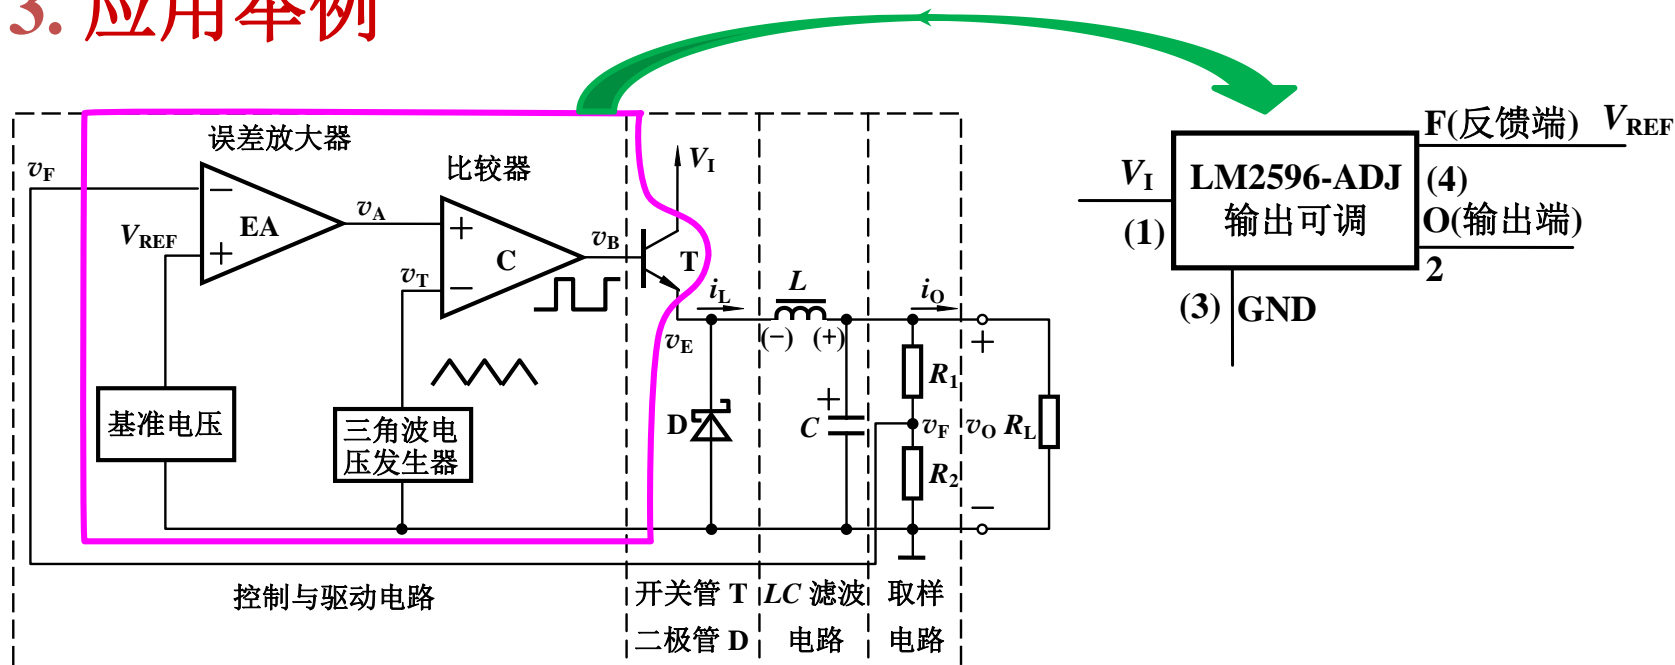 3. 应用举例
误差放大器
vF
EA
VREF
vA
比较器
C
vT
vB
VI
T
iL
vE
L
(−) (+)
iO
基准电压
三角波电
压发生器
D
C
R1
vF
R2
vO
RL
控制与驱动电路
开关管 T
二极管 D
LC 滤波
电路
取样
电路
VI
(1)
LM2596-ADJ
输出可调
F(反馈端) VREF
(4)
O(输出端)
2
(3) GND